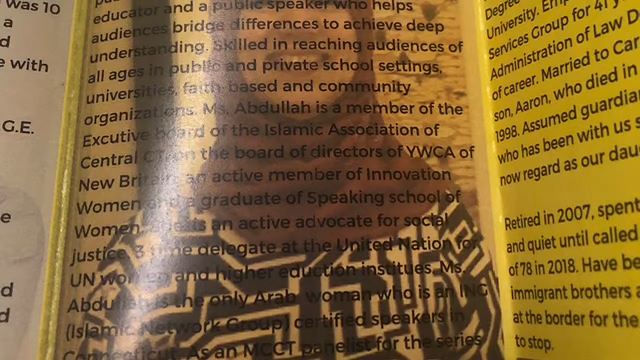 was 10
a
d
e with
G.E.
e
d
d
educator and a public speaker who helps
audiences bridge differences to achieve deep
understanding. Skilled in reaching audiences of
all ages in public and private school settings,
universities, faith-based and community
organizations. Ms. Abdullah is a member of the
Excutive board of the Islamic Association of
Central CT, on the board of directors of YWCA of
New Britain, an active member of Innovation
Women and a graduate of Speaking school of
Women. is an active advocate for social
justice, 3 time delegate at the United Nation for
UN women and higher eduction institues, Ms.
Abdullah is the only Arab woman who is an ING
(Islamic Network Group) certified speakers in
Connecticut. As an MCCT panelist for the series
Degree
University. Emp
Services Group for 41 y
Administration of Law D
of career. Married to Car
son, Aaron, who died in
1998. Assumed guardian
who has been with us s
now regard as our dau
Retired in 2007, spent
and quiet until called
of 78 in 2018. Have be
immigrant brothers a
at the border for the
to stop.